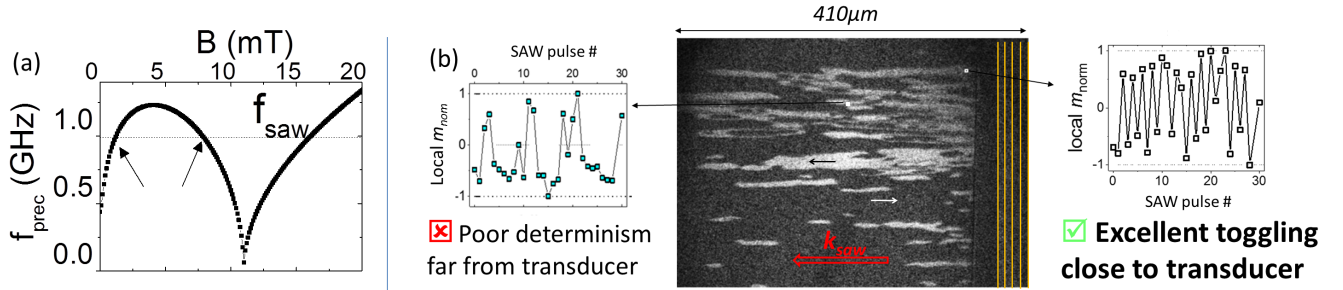 (a)
B (mT)
0 5 10 15 20
f_saw
1.0
0.5
0.0
f_prec (GHz)
(b)
SAW pulse #
0 10 20 30
1
0
-1
Local m_nom
☒ Poor determinism
far from transducer
410µm
k_saw
1
0
-1
local m_norm
0 10 20 30
SAW pulse #
☑ Excellent toggling
close to transducer